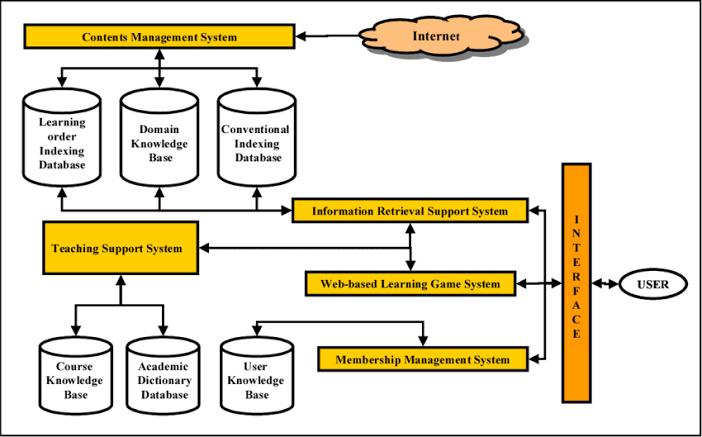 Contents Management System
Internet
Learning
order
Indexing
Database
Domain
Knowledge
Base
Conventional
Indexing
Database
Information Retrieval Support System
Teaching Support System
Web-based Learning Game System
INTERFACE
USER
Membership Management System
Course
Knowledge
Base
Academic
Dictionary
Database
User
Knowledge
Base